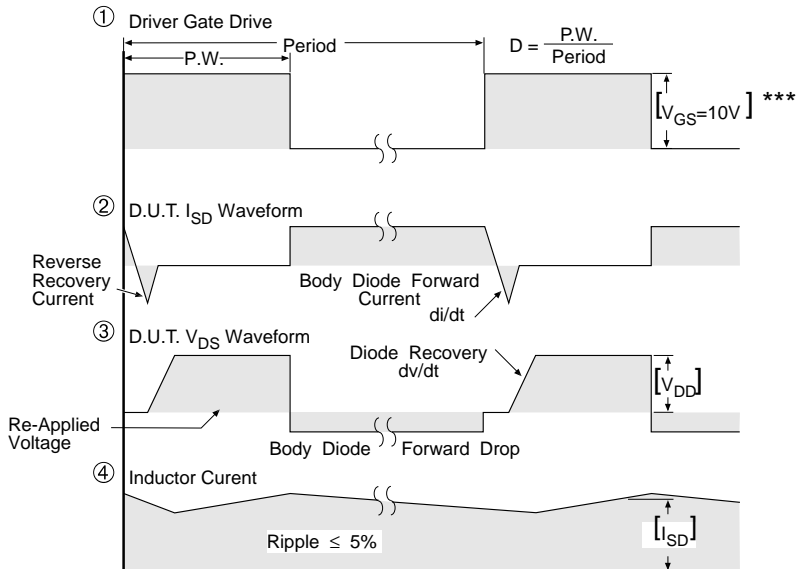 ① Driver Gate Drive
Period
P.W.
D = P.W.
Period
[VGS=10V] ***
② D.U.T. ISD Waveform
Reverse
Recovery
Current
Body Diode Forward
Current
di/dt
③ D.U.T. VDS Waveform
Diode Recovery
dv/dt
[VDD]
Re-Applied
Voltage
Body Diode Forward Drop
④ Inductor Curent
Ripple ≤ 5%
[ISD]